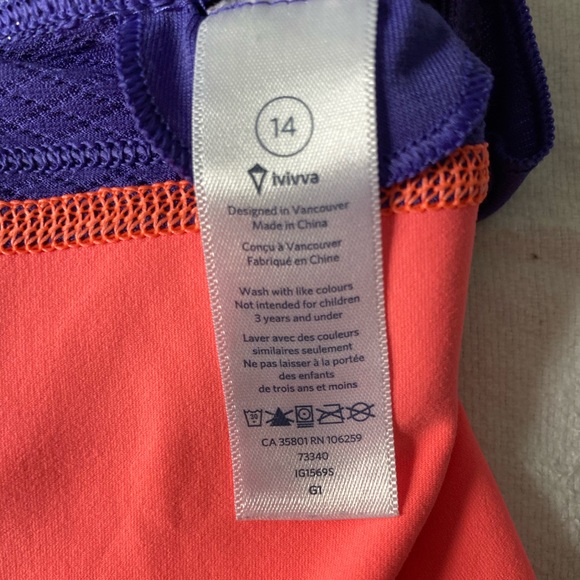 14
ivivva
Designed in Vancouver
Made in China
Conçu à Vancouver
Fabriqué en Chine
Wash with like colours
Not intended for children
3 years and under
Laver avec des couleurs
similaires seulement
Ne pas laisser à la portée
des enfants
de trois ans et moins
30
CA 35801 RN 106259
73340
IG1569S
G1